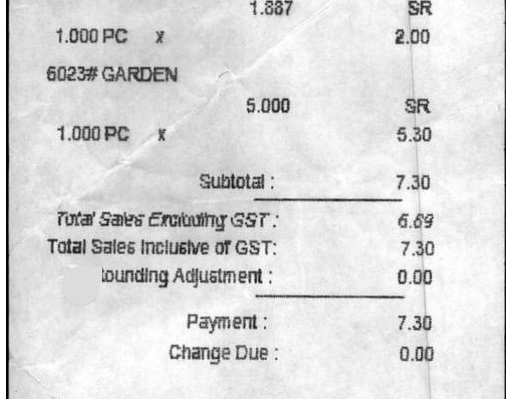 1.887 SR
1.000 PC x 2.00
6023# GARDEN
5.000 SR
1.000 PC x 5.30
Subtotal : 7.30
Total Sales Excluding GST : 6.89
Total Sales Inclusive of GST: 7.30
ounding Adjustment : 0.00
Payment : 7.30
Change Due : 0.00